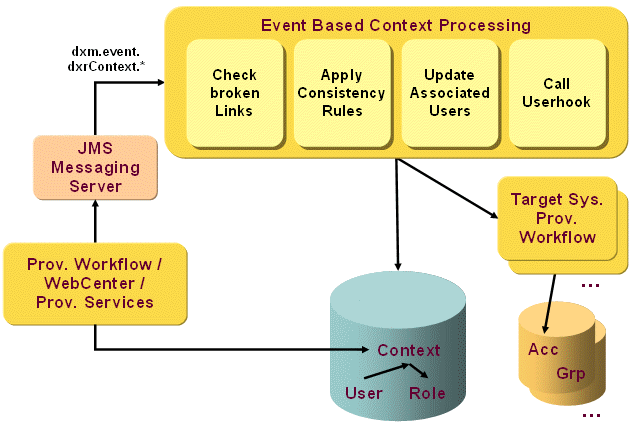 Event Based Context Processing
dxm.event.
dxrContext.*
Check
broken
Links
Apply
Consistency
Rules
Update
Associated
Users
Call
Userhook
JMS
Messaging
Server
Target Sys.
Prov.
Workflow
Prov. Workflow /
WebCenter /
Prov. Services
...
Context
User
Role
Acc
Grp
...